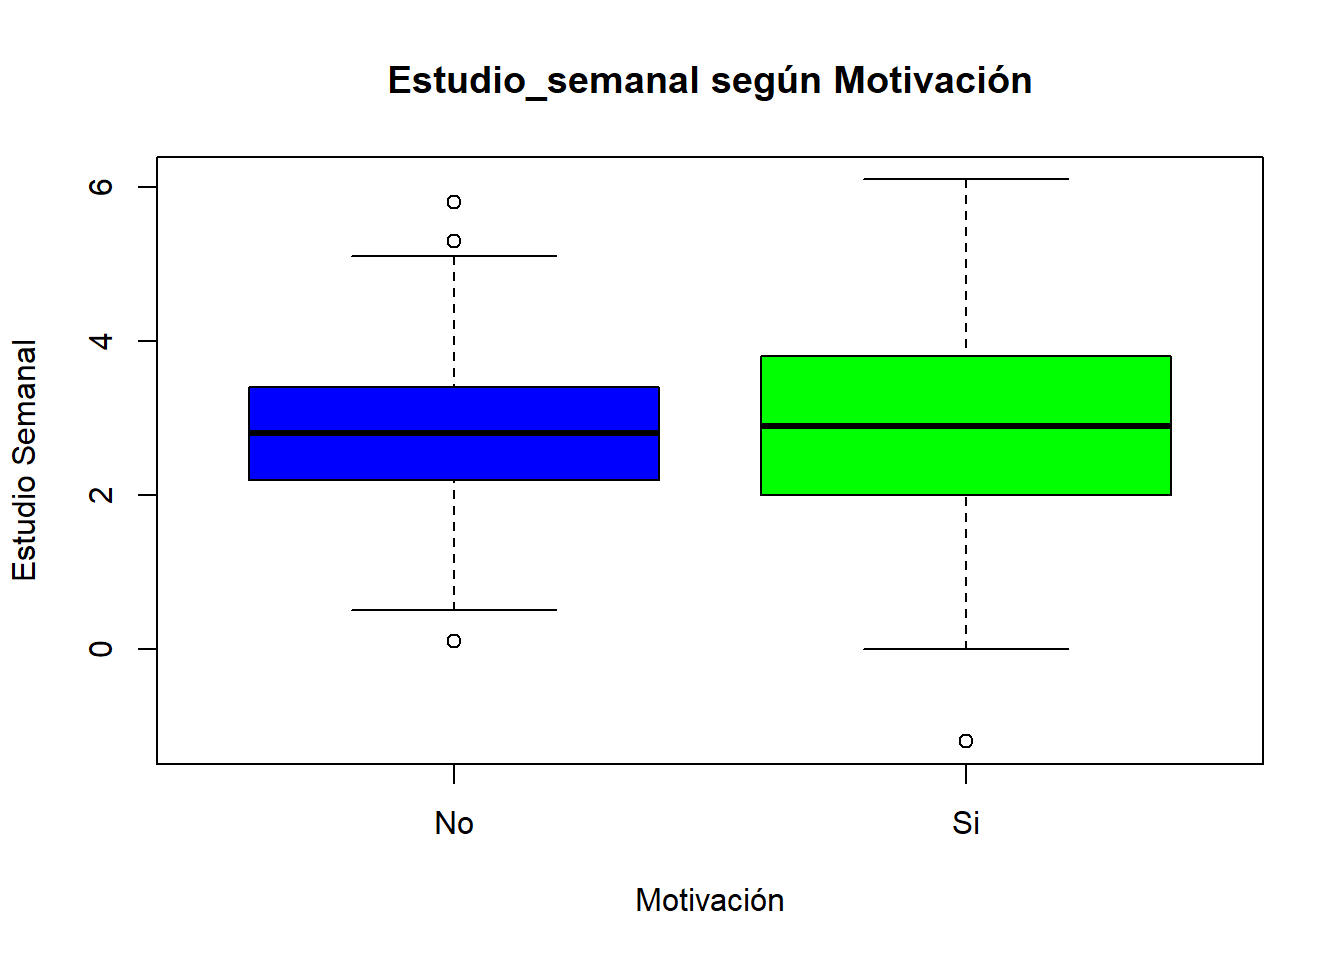 Estudio_semanal según Motivación
Estudio Semanal
6
4
2
0
No Si
Motivación